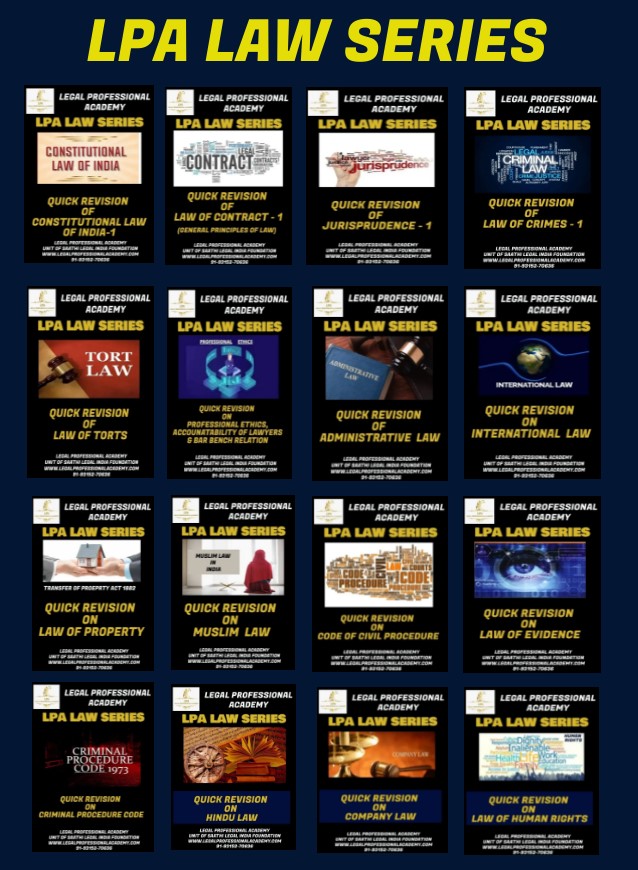 LPA LAW SERIES
LEGAL PROFESSIONAL
ACADEMY
LPA LAW SERIES
CONSTITUTIONAL
LAW OF INDIA
QUICK REVISION
OF
CONSTITUTIONAL LAW
OF INDIA-1
LEGAL PROFESSIONAL ACADEMY
UNIT OF SAATHI LEGAL INDIA FOUNDATION
WWW.LEGALPROFESSIONALACADEMY.COM
91-93152-70636
LEGAL PROFESSIONAL
ACADEMY
LPA LAW SERIES
LEGAL
CONTRACT
QUICK REVISION
OF
LAW OF CONTRACT - 1
(GENERAL PRINCIPLES OF LAW)
LEGAL PROFESSIONAL ACADEMY
UNIT OF SAATHI LEGAL INDIA FOUNDATION
WWW.LEGALPROFESSIONALACADEMY.COM
91-93152-70636
LEGAL PROFESSIONAL
ACADEMY
LPA LAW SERIES
lawyer
Jurisprudence
QUICK REVISION
OF
JURISPRUDENCE - 1
LEGAL PROFESSIONAL ACADEMY
UNIT OF SAATHI LEGAL INDIA FOUNDATION
WWW.LEGALPROFESSIONALACADEMY.COM
91-93152-70636
LEGAL PROFESSIONAL
ACADEMY
LPA LAW SERIES
LEGAL
CRIMINAL
LAW
CRIME JUSTICE
QUICK REVISION
OF
LAW OF CRIMES - 1
LEGAL PROFESSIONAL ACADEMY
UNIT OF SAATHI LEGAL INDIA FOUNDATION
WWW.LEGALPROFESSIONALACADEMY.COM
91-93152-70636
LEGAL PROFESSIONAL
ACADEMY
LPA LAW SERIES
TORT
LAW
QUICK REVISION
OF
LAW OF TORTS
LEGAL PROFESSIONAL ACADEMY
UNIT OF SAATHI LEGAL INDIA FOUNDATION
WWW.LEGALPROFESSIONALACADEMY.COM
91-93152-70636
LEGAL PROFESSIONAL
ACADEMY
LPA LAW SERIES
PROFESSIONAL ETHICS
QUICK REVISION
ON
PROFESSIONAL ETHICS,
ACCOUNTABILITY OF LAWYERS
& BAR BENCH RELATION
LEGAL PROFESSIONAL ACADEMY
UNIT OF SAATHI LEGAL INDIA FOUNDATION
WWW.LEGALPROFESSIONALACADEMY.COM
91-93152-70636
LEGAL PROFESSIONAL
ACADEMY
LPA LAW SERIES
ADMINISTRATIVE
LAW
QUICK REVISION
OF
ADMINISTRATIVE LAW
LEGAL PROFESSIONAL ACADEMY
UNIT OF SAATHI LEGAL INDIA FOUNDATION
WWW.LEGALPROFESSIONALACADEMY.COM
91-93152-70636
LEGAL PROFESSIONAL
ACADEMY
LPA LAW SERIES
INTERNATIONAL LAW
QUICK REVISION
ON
INTERNATIONAL LAW
LEGAL PROFESSIONAL ACADEMY
UNIT OF SAATHI LEGAL INDIA FOUNDATION
WWW.LEGALPROFESSIONALACADEMY.COM
91-93152-70636
LEGAL PROFESSIONAL
ACADEMY
LPA LAW SERIES
TRANSFER OF PROEPRTY ACT 1882
QUICK REVISION
ON
LAW OF PROPERTY
LEGAL PROFESSIONAL ACADEMY
UNIT OF SAATHI LEGAL INDIA FOUNDATION
WWW.LEGALPROFESSIONALACADEMY.COM
91-93152-70636
LEGAL PROFESSIONAL
ACADEMY
LPA LAW SERIES
MUSLIM LAW
IN
INDIA
QUICK REVISION
ON
MUSLIM LAW
LEGAL PROFESSIONAL ACADEMY
UNIT OF SAATHI LEGAL INDIA FOUNDATION
WWW.LEGALPROFESSIONALACADEMY.COM
91-93152-70636
LEGAL PROFESSIONAL
ACADEMY
LPA LAW SERIES
CODE
CIVIL
LAW
COURTS
PROCEDURE
CODE
QUICK REVISION
ON
CODE OF CIVIL PROCEDURE
LEGAL PROFESSIONAL ACADEMY
UNIT OF SAATHI LEGAL INDIA FOUNDATION
WWW.LEGALPROFESSIONALACADEMY.COM
91-93152-70636
LEGAL PROFESSIONAL
ACADEMY
LPA LAW SERIES
QUICK REVISION
ON
LAW OF EVIDENCE
LEGAL PROFESSIONAL ACADEMY
UNIT OF SAATHI LEGAL INDIA FOUNDATION
WWW.LEGALPROFESSIONALACADEMY.COM
91-93152-70636
LEGAL PROFESSIONAL
ACADEMY
LPA LAW SERIES
CRIMINAL
PROCEDURE
CODE 1973
QUICK REVISION
ON
CRIMINAL PROCEDURE CODE
LEGAL PROFESSIONAL ACADEMY
UNIT OF SAATHI LEGAL INDIA FOUNDATION
WWW.LEGALPROFESSIONALACADEMY.COM
91-93152-70636
LEGAL PROFESSIONAL
ACADEMY
LPA LAW SERIES
QUICK REVISION
ON
HINDU LAW
LEGAL PROFESSIONAL ACADEMY
UNIT OF SAATHI LEGAL INDIA FOUNDATION
WWW.LEGALPROFESSIONALACADEMY.COM
91-93152-70636
LEGAL PROFESSIONAL
ACADEMY
LPA LAW SERIES
COMPANY LAW
QUICK REVISION
ON
COMPANY LAW
LEGAL PROFESSIONAL ACADEMY
UNIT OF SAATHI LEGAL INDIA FOUNDATION
WWW.LEGALPROFESSIONALACADEMY.COM
91-93152-70636
LEGAL PROFESSIONAL
ACADEMY
LPA LAW SERIES
HUMAN
RIGHTS
Dignity
Inalienable
Health Life Work
Family Education
QUICK REVISION
ON
LAW OF HUMAN RIGHTS
LEGAL PROFESSIONAL ACADEMY
UNIT OF SAATHI LEGAL INDIA FOUNDATION
WWW.LEGALPROFESSIONALACADEMY.COM
91-93152-70636